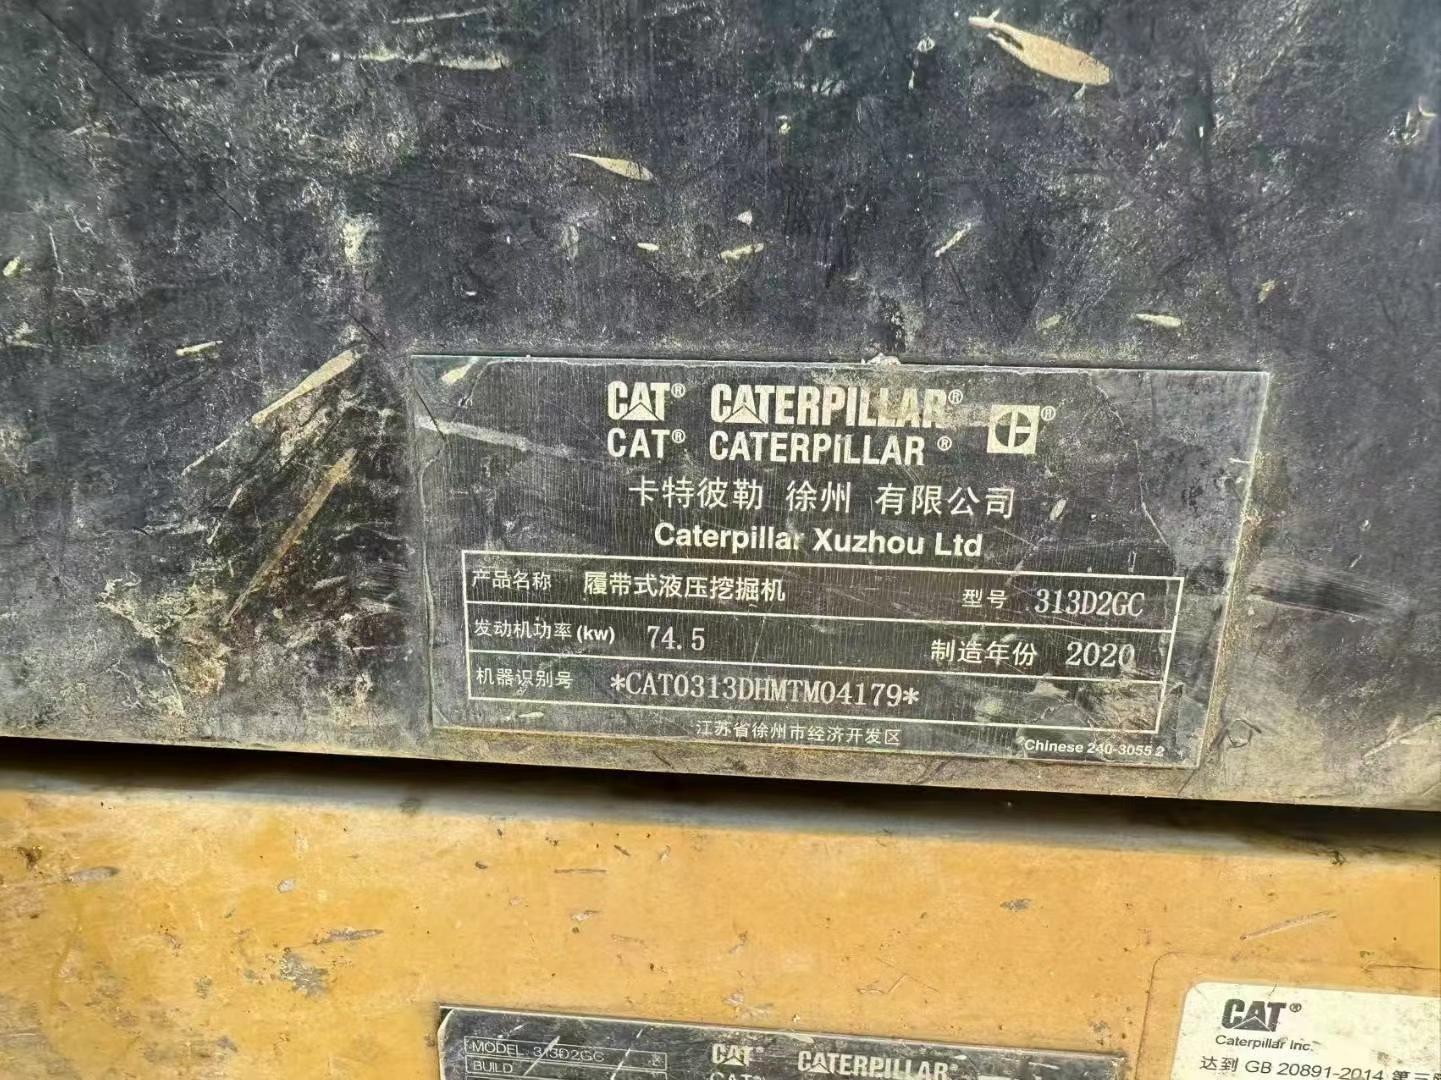 CAT® CATERPILLAR® ®
CAT® CATERPILLAR®
卡特彼勒 徐州 有限公司
Caterpillar Xuzhou Ltd
产品名称 履带式液压挖掘机 型号 313D2GC
发动机功率(kw) 74.5 制造年份 2020
机器识别号 *CAT0313DHMTM04179*
江苏省徐州市经济开发区
Chinese 240-3055 2
MODEL 313D2GC CAT® CATERPILLAR®
BUILD
CAT®
Caterpillar Inc.
达到 GB 20891-2014 第三